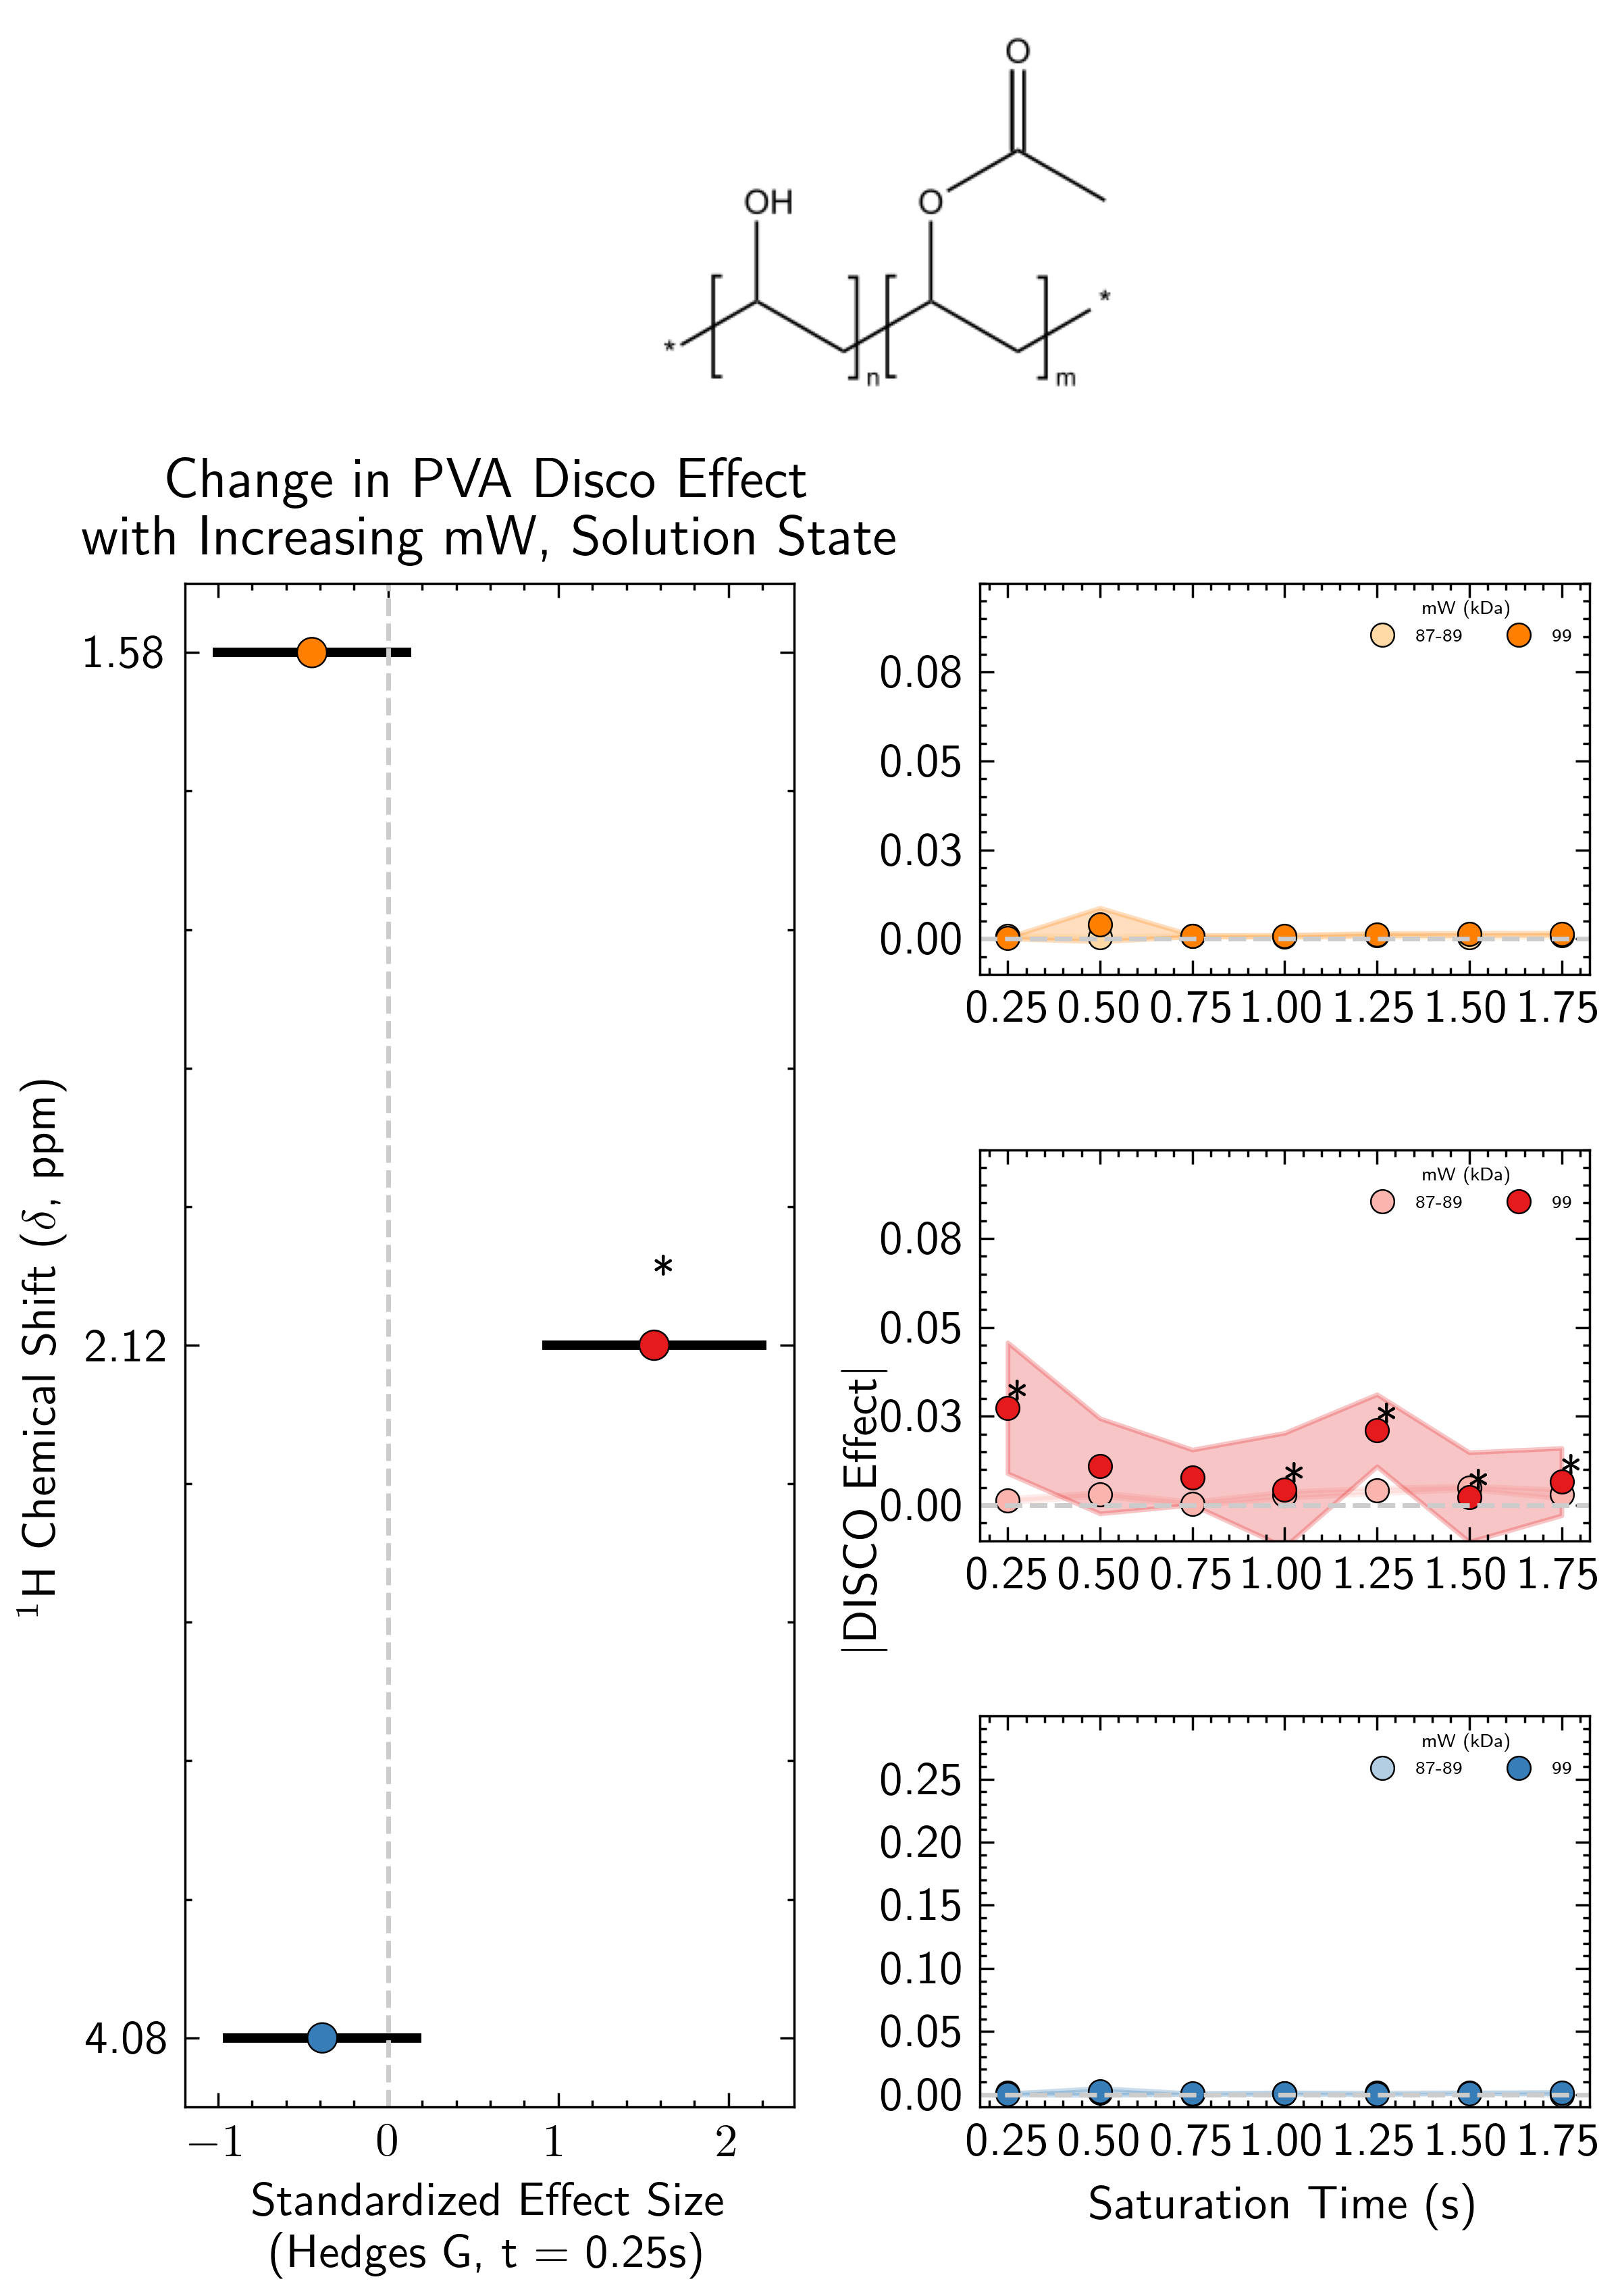 O
OH
O
*
n
m
*
Change in PVA Disco Effect
with Increasing mW, Solution State
1.58
2.12
4.08
*
¹H Chemical Shift (δ, ppm)
−1 0 1 2
Standardized Effect Size
(Hedges G, t = 0.25s)
mW (kDa)
87-89 99
0.08
0.05
0.03
0.00
0.25 0.50 0.75 1.00 1.25 1.50 1.75
|DISCO Effect|
mW (kDa)
87-89 99
0.08
0.05
0.03
0.00
* * * * *
0.25 0.50 0.75 1.00 1.25 1.50 1.75
mW (kDa)
87-89 99
0.25
0.20
0.15
0.10
0.05
0.00
0.25 0.50 0.75 1.00 1.25 1.50 1.75
Saturation Time (s)